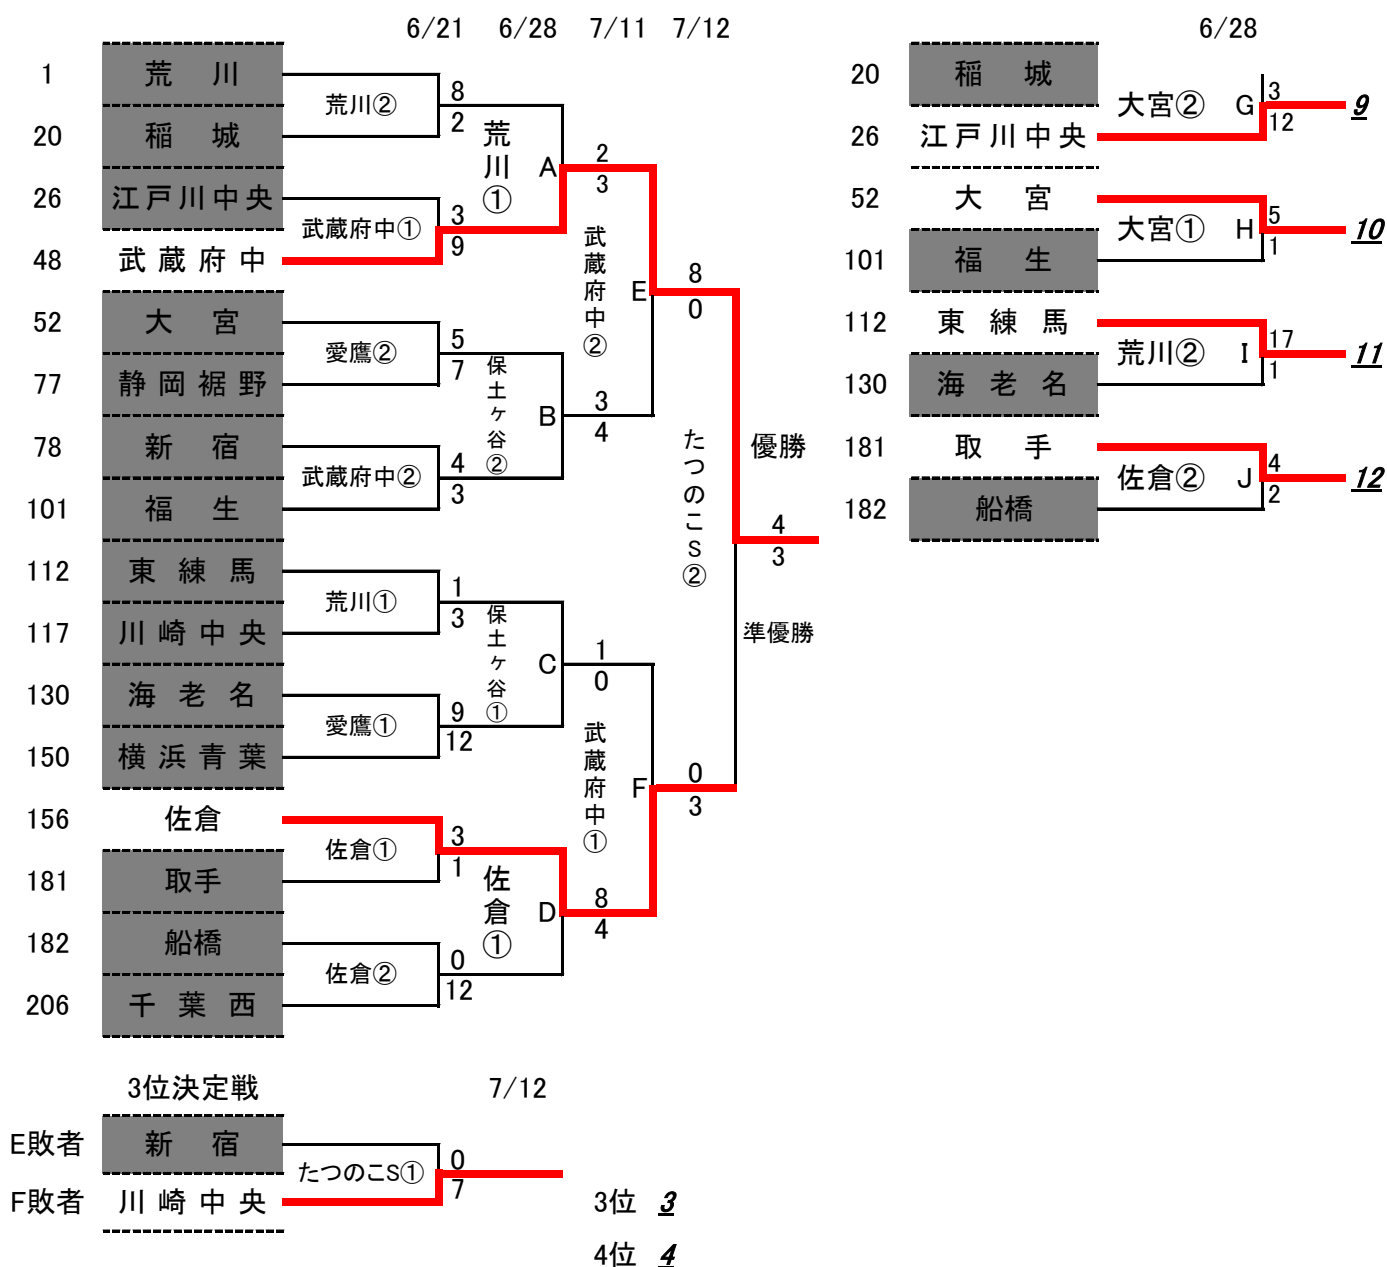 6/21 6/28 7/11 7/12
1 荒川
20 稲城
荒川② 8 2
26 江戸川中央
48 武蔵府中
武蔵府中① 3 9
荒川① A 2 3
52 大宮
77 静岡裾野
愛鷹② 5 7
78 新宿
101 福生
武蔵府中② 4 3
保土ヶ谷② B 3 4
武蔵府中② E 8 0
112 東練馬
117 川崎中央
荒川① 1 3
130 海老名
150 横浜青葉
愛鷹① 9 12
保土ヶ谷① C 1 0
156 佐倉
181 取手
佐倉① 3 1
182 船橋
206 千葉西
佐倉② 0 12
佐倉① D 8 4
武蔵府中① F 0 3
たつのこS② 4 3
優勝
準優勝
3位決定戦 7/12
E敗者 新宿
F敗者 川崎中央
たつのこS① 0 7
3位 3
4位 4
6/28
20 稲城
26 江戸川中央
大宮② G 3 12 9
52 大宮
101 福生
大宮① H 5 1 10
112 東練馬
130 海老名
荒川② I 17 1 11
181 取手
182 船橋
佐倉② J 4 2 12